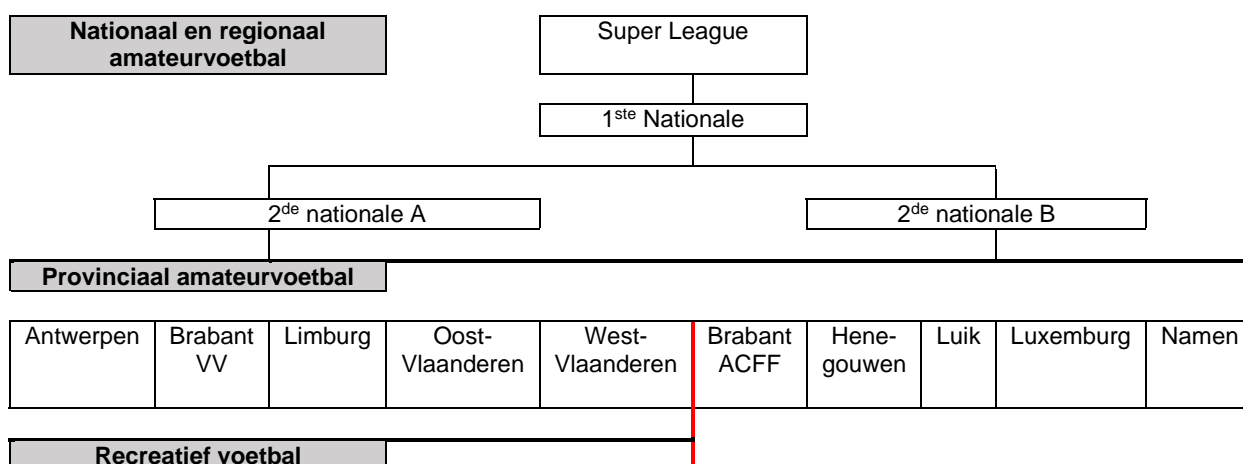 Nationaal en regionaal
amateurvoetbal
Super League
1ste Nationale
2de nationale A
2de nationale B
Provinciaal amateurvoetbal
Antwerpen
Brabant
VV
Limburg
Oost-
Vlaanderen
West-
Vlaanderen
Brabant
ACFF
Hene-
gouwen
Luik
Luxemburg
Namen
Recreatief voetbal